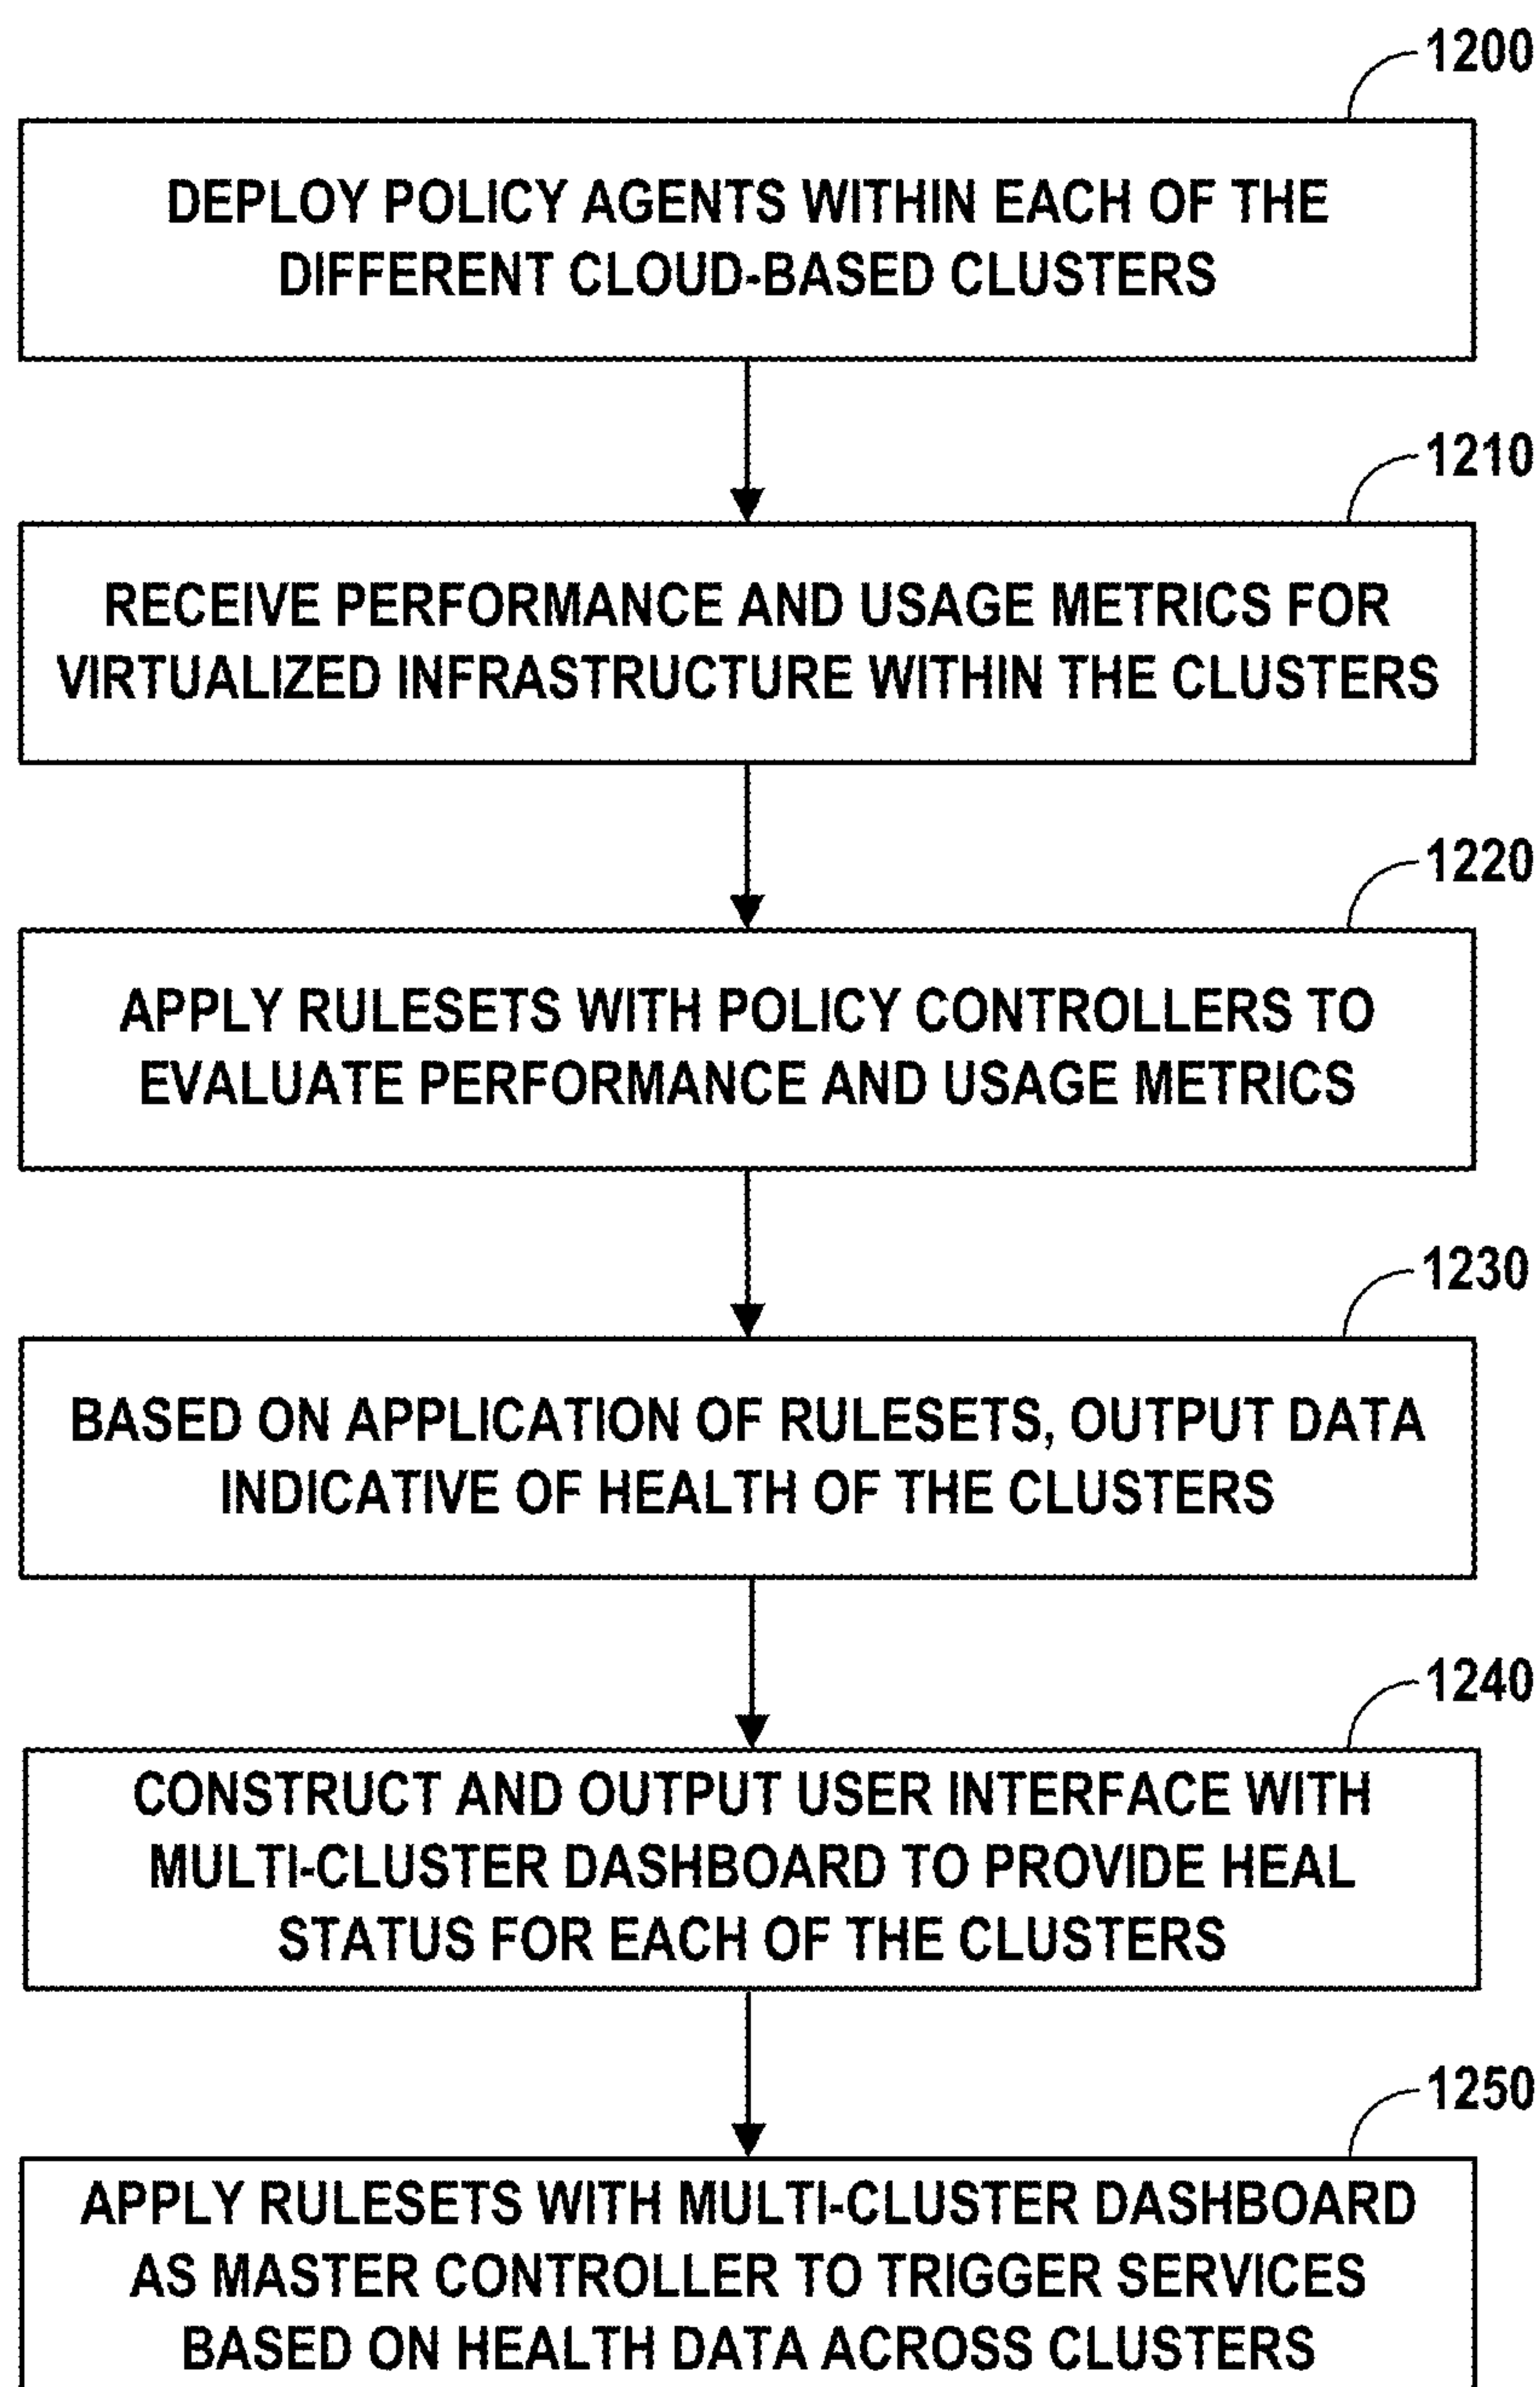 1200
DEPLOY POLICY AGENTS WITHIN EACH OF THE
DIFFERENT CLOUD-BASED CLUSTERS
1210
RECEIVE PERFORMANCE AND USAGE METRICS FOR
VIRTUALIZED INFRASTRUCTURE WITHIN THE CLUSTERS
1220
APPLY RULESETS WITH POLICY CONTROLLERS TO
EVALUATE PERFORMANCE AND USAGE METRICS
1230
BASED ON APPLICATION OF RULESETS, OUTPUT DATA
INDICATIVE OF HEALTH OF THE CLUSTERS
1240
CONSTRUCT AND OUTPUT USER INTERFACE WITH
MULTI-CLUSTER DASHBOARD TO PROVIDE HEAL
STATUS FOR EACH OF THE CLUSTERS
1250
APPLY RULESETS WITH MULTI-CLUSTER DASHBOARD
AS MASTER CONTROLLER TO TRIGGER SERVICES
BASED ON HEALTH DATA ACROSS CLUSTERS